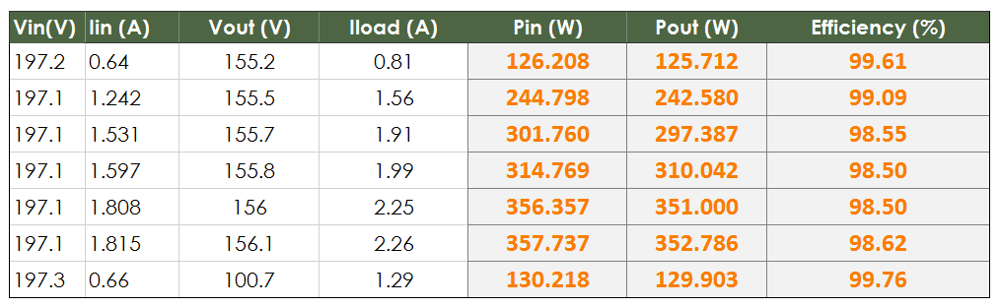 Vin(V) Iin (A) Vout (V) ILoad (A) Pin (W) Pout (W) Efficiency (%)
197.2 0.64 155.2 0.81 126.208 125.712 99.61
197.1 1.242 155.5 1.56 244.798 242.580 99.09
197.1 1.531 155.7 1.91 301.760 297.387 98.55
197.1 1.597 155.8 1.99 314.769 310.042 98.50
197.1 1.808 156 2.25 356.357 351.000 98.50
197.1 1.815 156.1 2.26 357.737 352.786 98.62
197.3 0.66 100.7 1.29 130.218 129.903 99.76